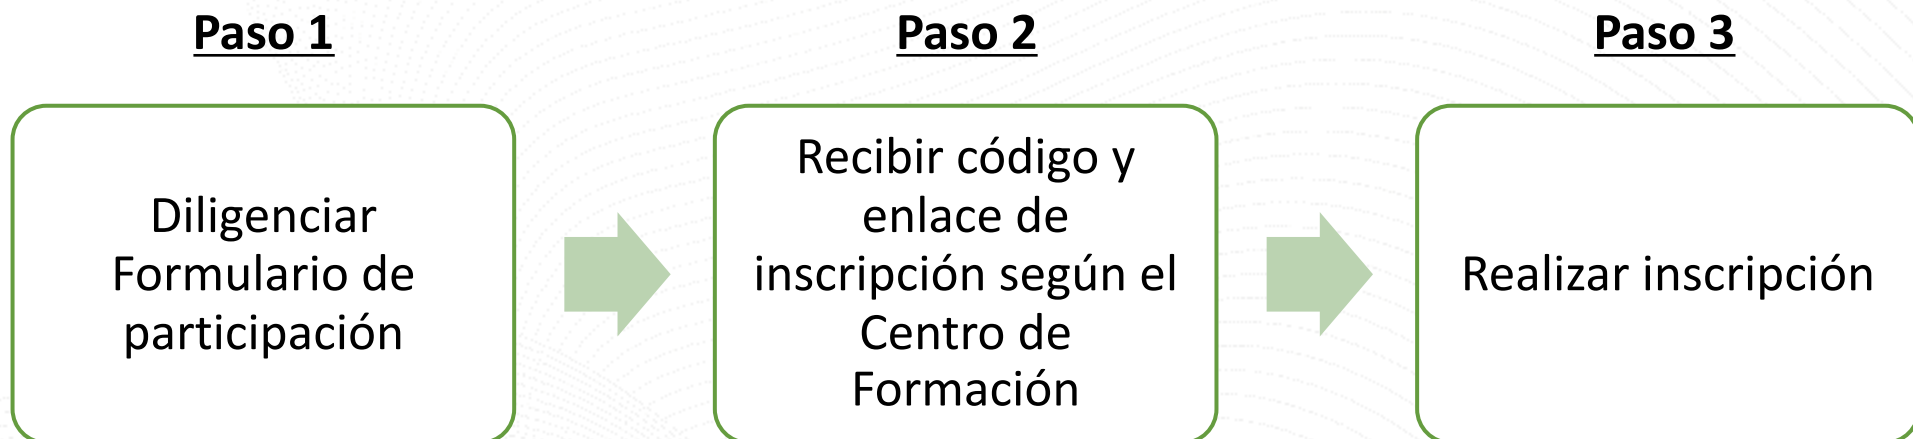 Paso 1
Diligenciar
Formulario de
participación
Paso 2
Recibir código y
enlace de
inscripción según el
Centro de
Formación
Paso 3
Realizar inscripción